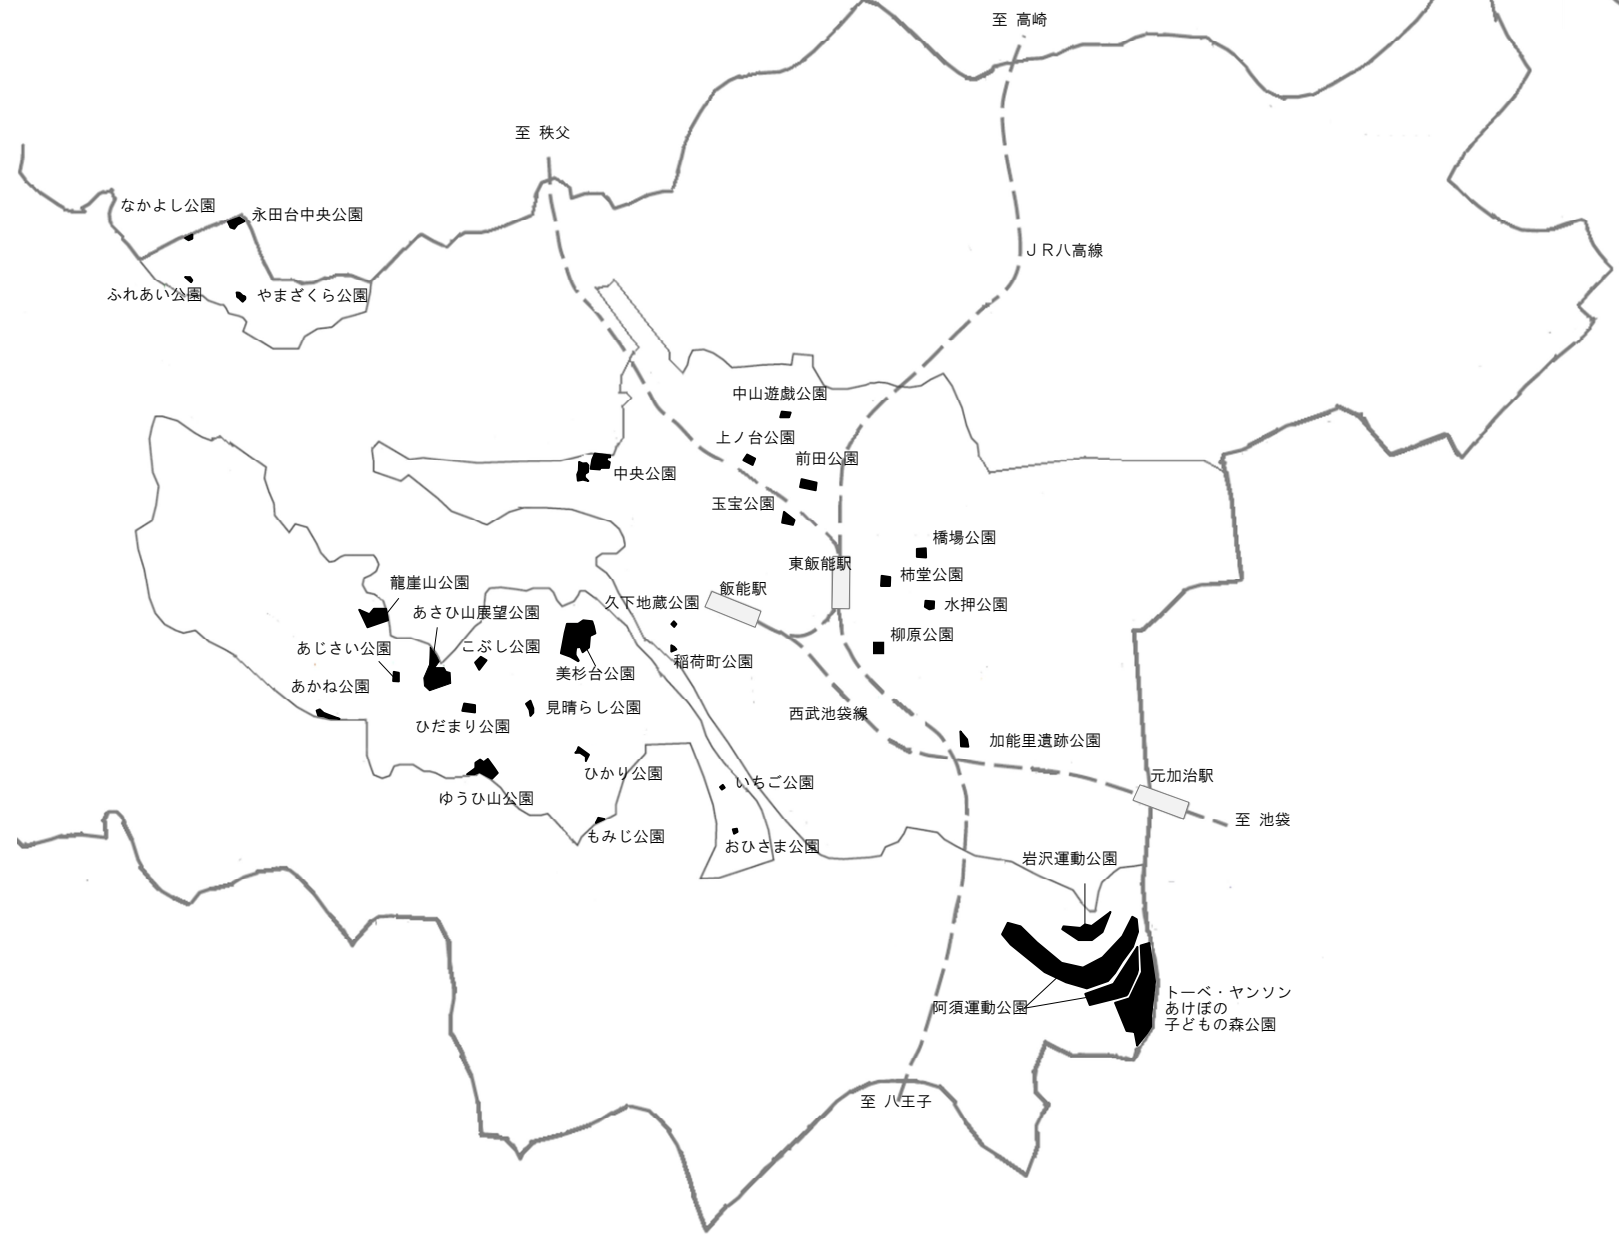 至 高崎
至 秩父
なかよし公園
永田台中央公園
JR八高線
ふれあい公園
やまざくら公園
中山遊戯公園
上ノ台公園
前田公園
中央公園
玉宝公園
橋場公園
東飯能駅
柿堂公園
龍崖山公園
飯能駅
久下地蔵公園
水押公園
あさひ山展望公園
柳原公園
あじさい公園
こぶし公園
稲荷町公園
美杉台公園
あかね公園
見晴らし公園
西武池袋線
ひだまり公園
加能里遺跡公園
ひかり公園
元加治駅
いちご公園
ゆうひ山公園
至 池袋
もみじ公園
おひさま公園
岩沢運動公園
トーベ・ヤンソン
あけぼの
子どもの森公園
阿須運動公園
至 八王子